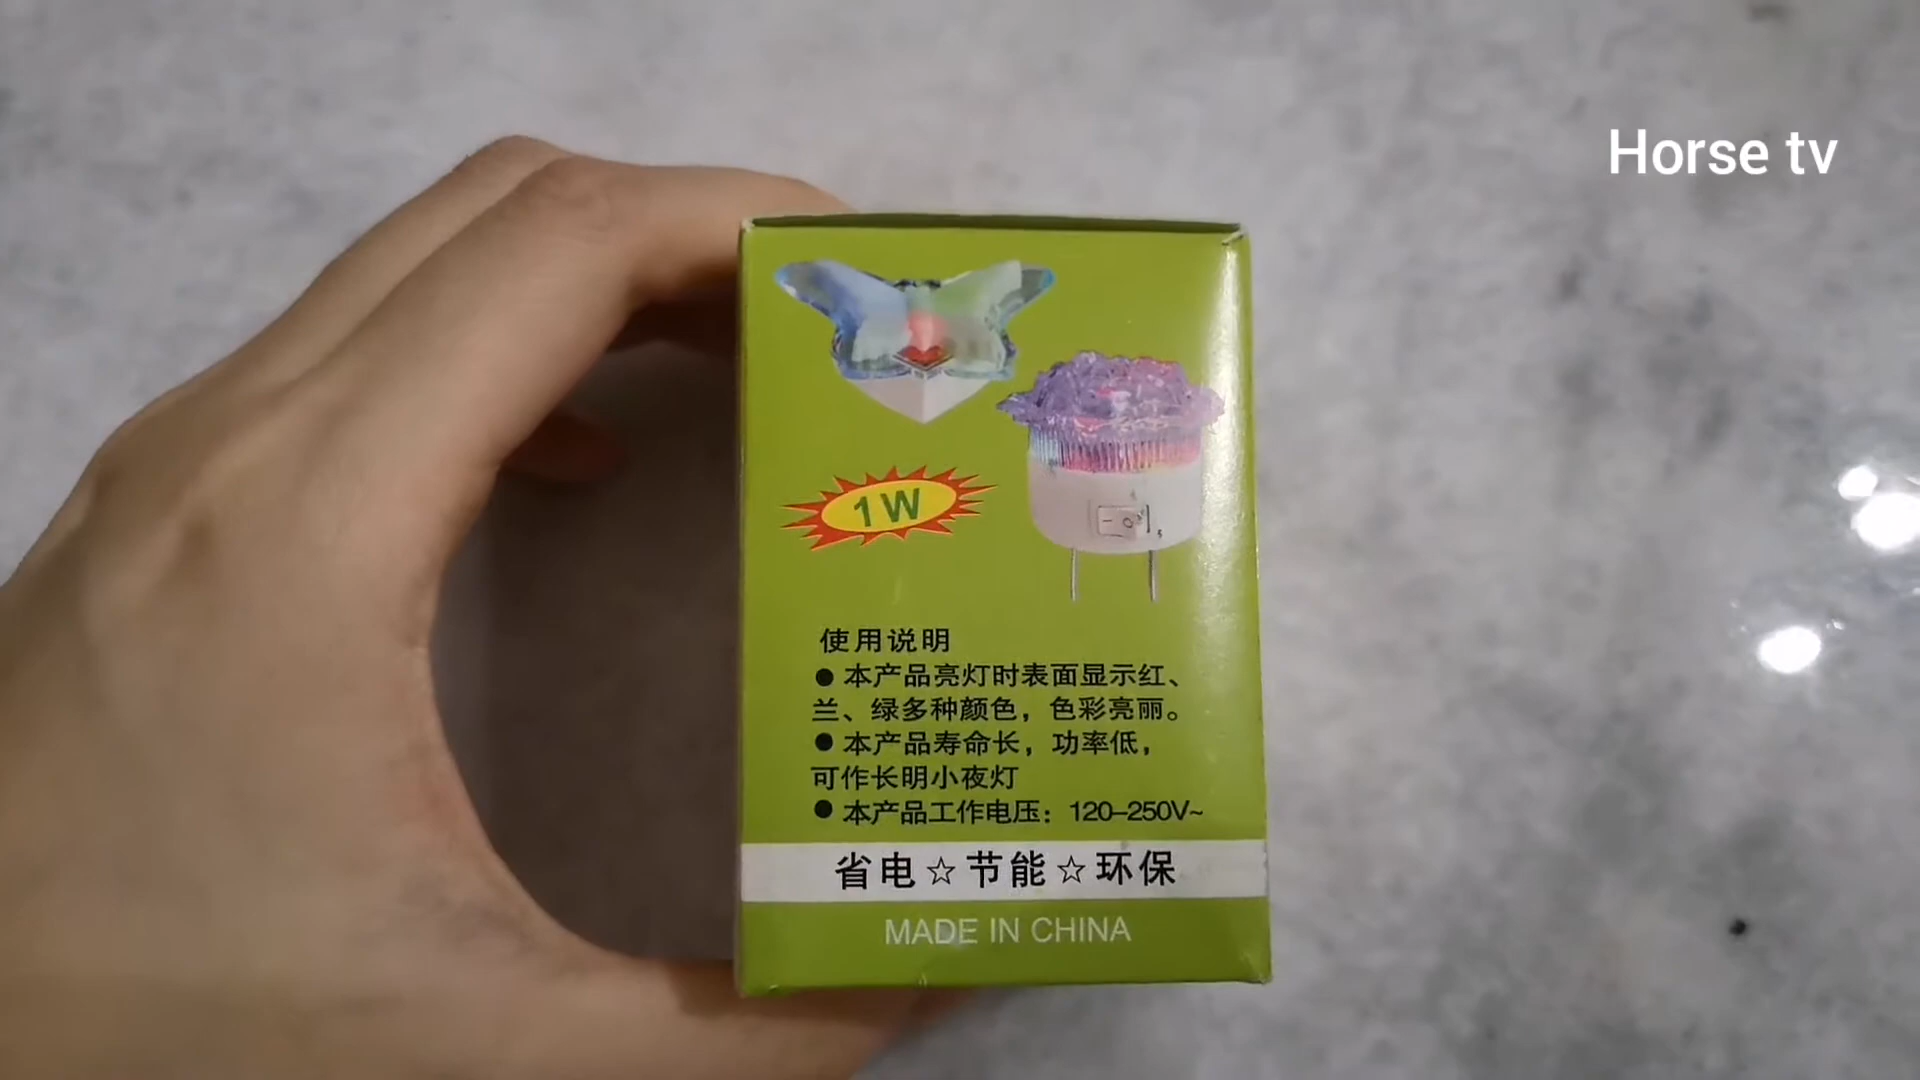 Horse tv
1W
使用说明
● 本产品亮灯时表面显示红、
兰、绿多种颜色，色彩亮丽。
● 本产品寿命长，功率低，
可作长明小夜灯
● 本产品工作电压：120–250V~
省电☆节能☆环保
MADE IN CHINA